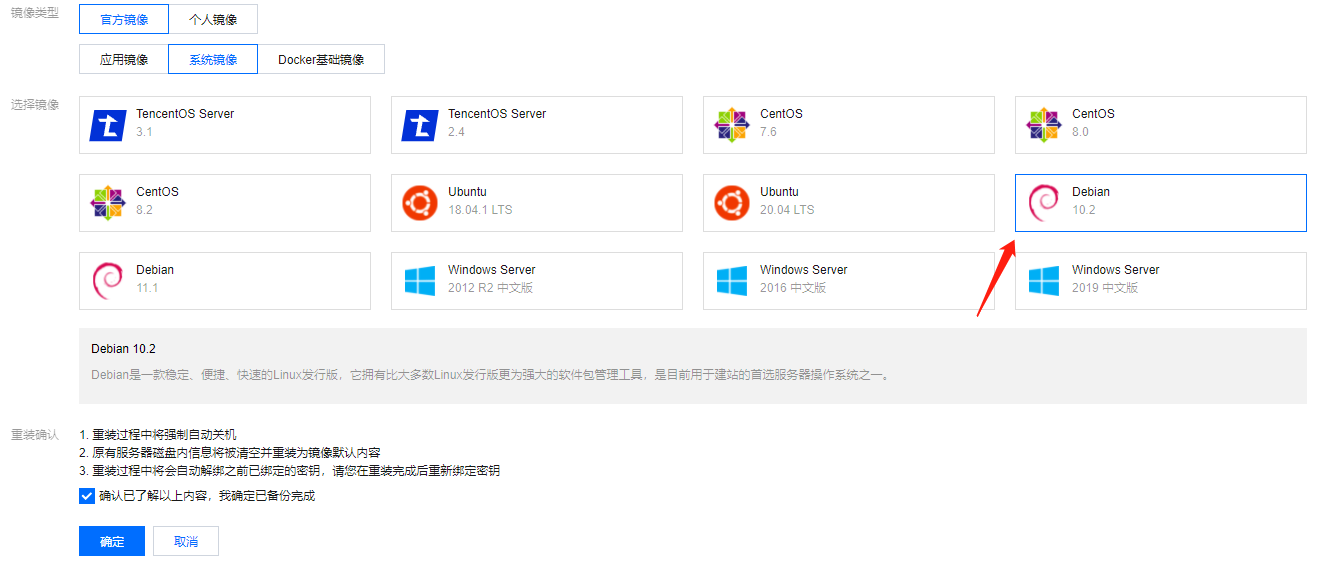 镜像类型
官方镜像
个人镜像
应用镜像
系统镜像
Docker基础镜像
选择镜像
TencentOS Server
3.1
TencentOS Server
2.4
CentOS
7.6
CentOS
8.0
CentOS
8.2
Ubuntu
18.04.1 LTS
Ubuntu
20.04 LTS
Debian
10.2
Debian
11.1
Windows Server
2012 R2 中文版
Windows Server
2016 中文版
Windows Server
2019 中文版
Debian 10.2
Debian是一款稳定、便捷、快速的Linux发行版，它拥有比大多数Linux发行版更为强大的软件包管理工具，是目前用于建站的首选服务器操作系统之一。
重装确认
1. 重装过程中将强制自动关机
2. 原有服务器磁盘内信息将被清空并重装为镜像默认内容
3. 重装过程中将会自动解绑之前已绑定的密钥，请您在重装完成后重新绑定密钥
确认已了解以上内容，我确定已备份完成
确定
取消